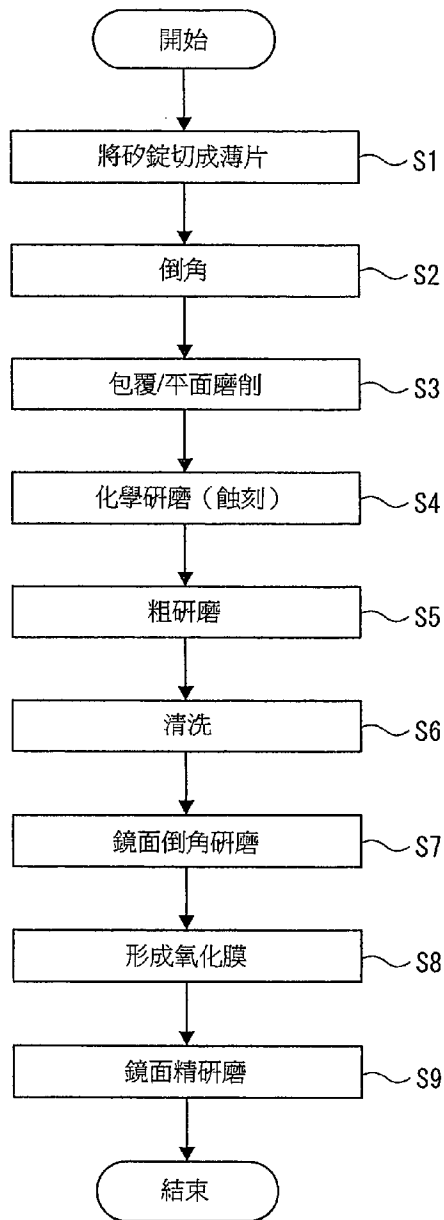 開始
將矽錠切成薄片 S1
倒角 S2
包覆/平面磨削 S3
化學研磨（蝕刻） S4
粗研磨 S5
清洗 S6
鏡面倒角研磨 S7
形成氧化膜 S8
鏡面精研磨 S9
結束